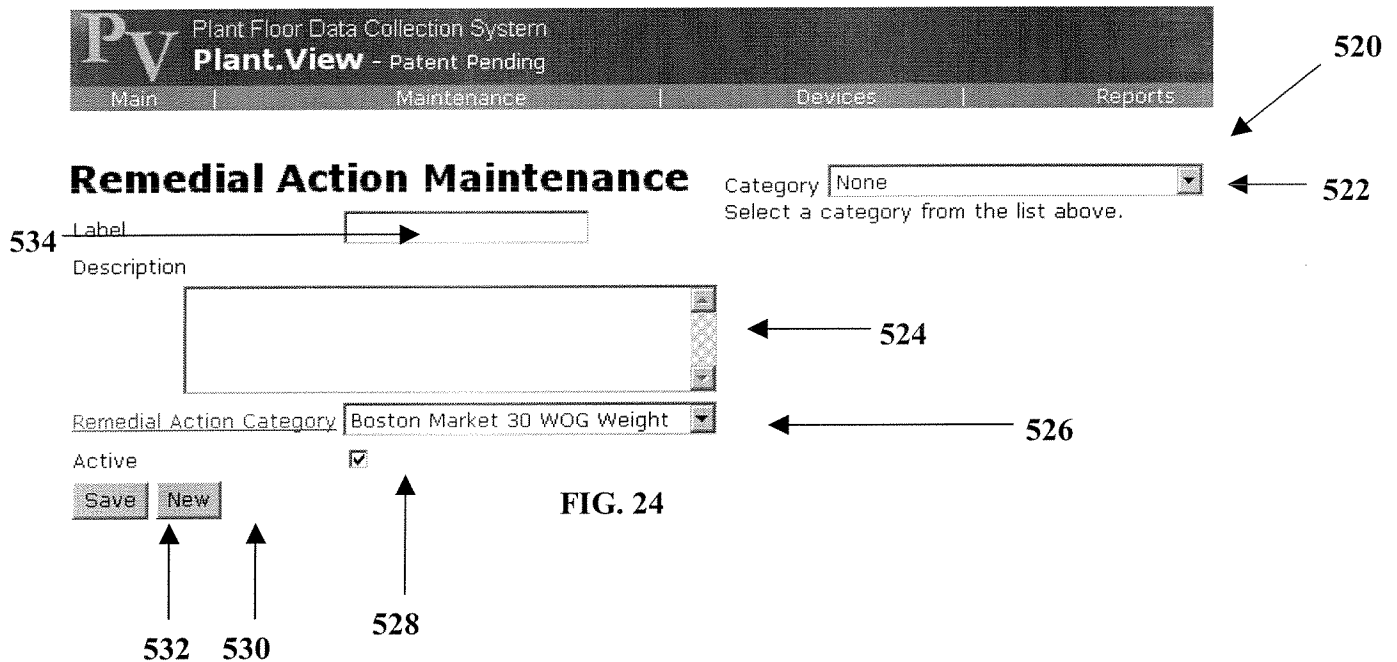 PV Plant Floor Data Collection System
Plant.View - Patent Pending
Main | Maintenance | Devices | Reports
520
Remedial Action Maintenance
Category None
522
Select a category from the list above.
534
Label
Description
524
Remedial Action Category Boston Market 30 WOG Weight
526
Active
Save New
FIG. 24
528
532 530